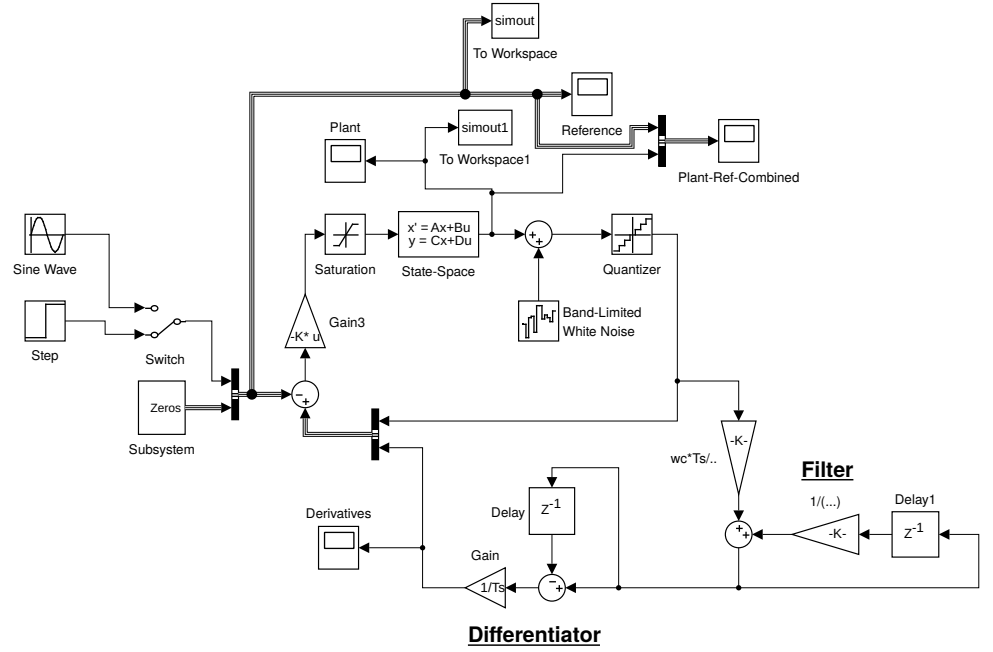 simout
To Workspace
Plant
simout1
To Workspace1
Reference
Plant-Ref-Combined
Sine Wave
Saturation
x' = Ax+Bu
y = Cx+Du
State-Space
+
+
Quantizer
Band-Limited
White Noise
Step
Switch
Gain3
-K* u
Zeros
Subsystem
−
+
-K-
wc*Ts/..
Filter
1/(...)
Delay1
-K-
Z-1
+
+
Derivatives
Delay
Z-1
Gain
1/Ts
−
+
Differentiator